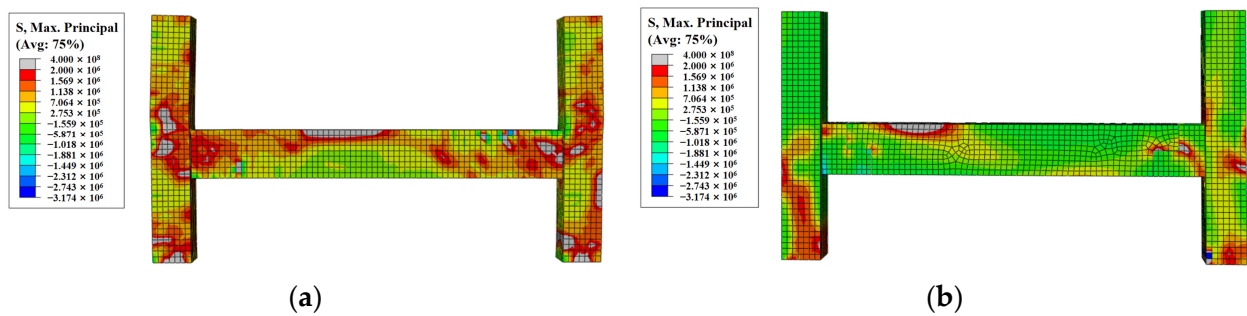 S, Max. Principal
(Avg: 75%)
4.000 × 10⁸
2.000 × 10⁶
1.569 × 10⁶
1.138 × 10⁶
7.064 × 10⁵
2.753 × 10⁵
−1.559 × 10⁵
−5.871 × 10⁵
−1.018 × 10⁶
−1.881 × 10⁶
−1.449 × 10⁶
−2.312 × 10⁶
−2.743 × 10⁶
−3.174 × 10⁶
(a)
S, Max. Principal
(Avg: 75%)
4.000 × 10⁸
2.000 × 10⁶
1.569 × 10⁶
1.138 × 10⁶
7.064 × 10⁵
2.753 × 10⁵
−1.559 × 10⁵
−5.871 × 10⁵
−1.018 × 10⁶
−1.881 × 10⁶
−1.449 × 10⁶
−2.312 × 10⁶
−2.743 × 10⁶
−3.174 × 10⁶
(b)